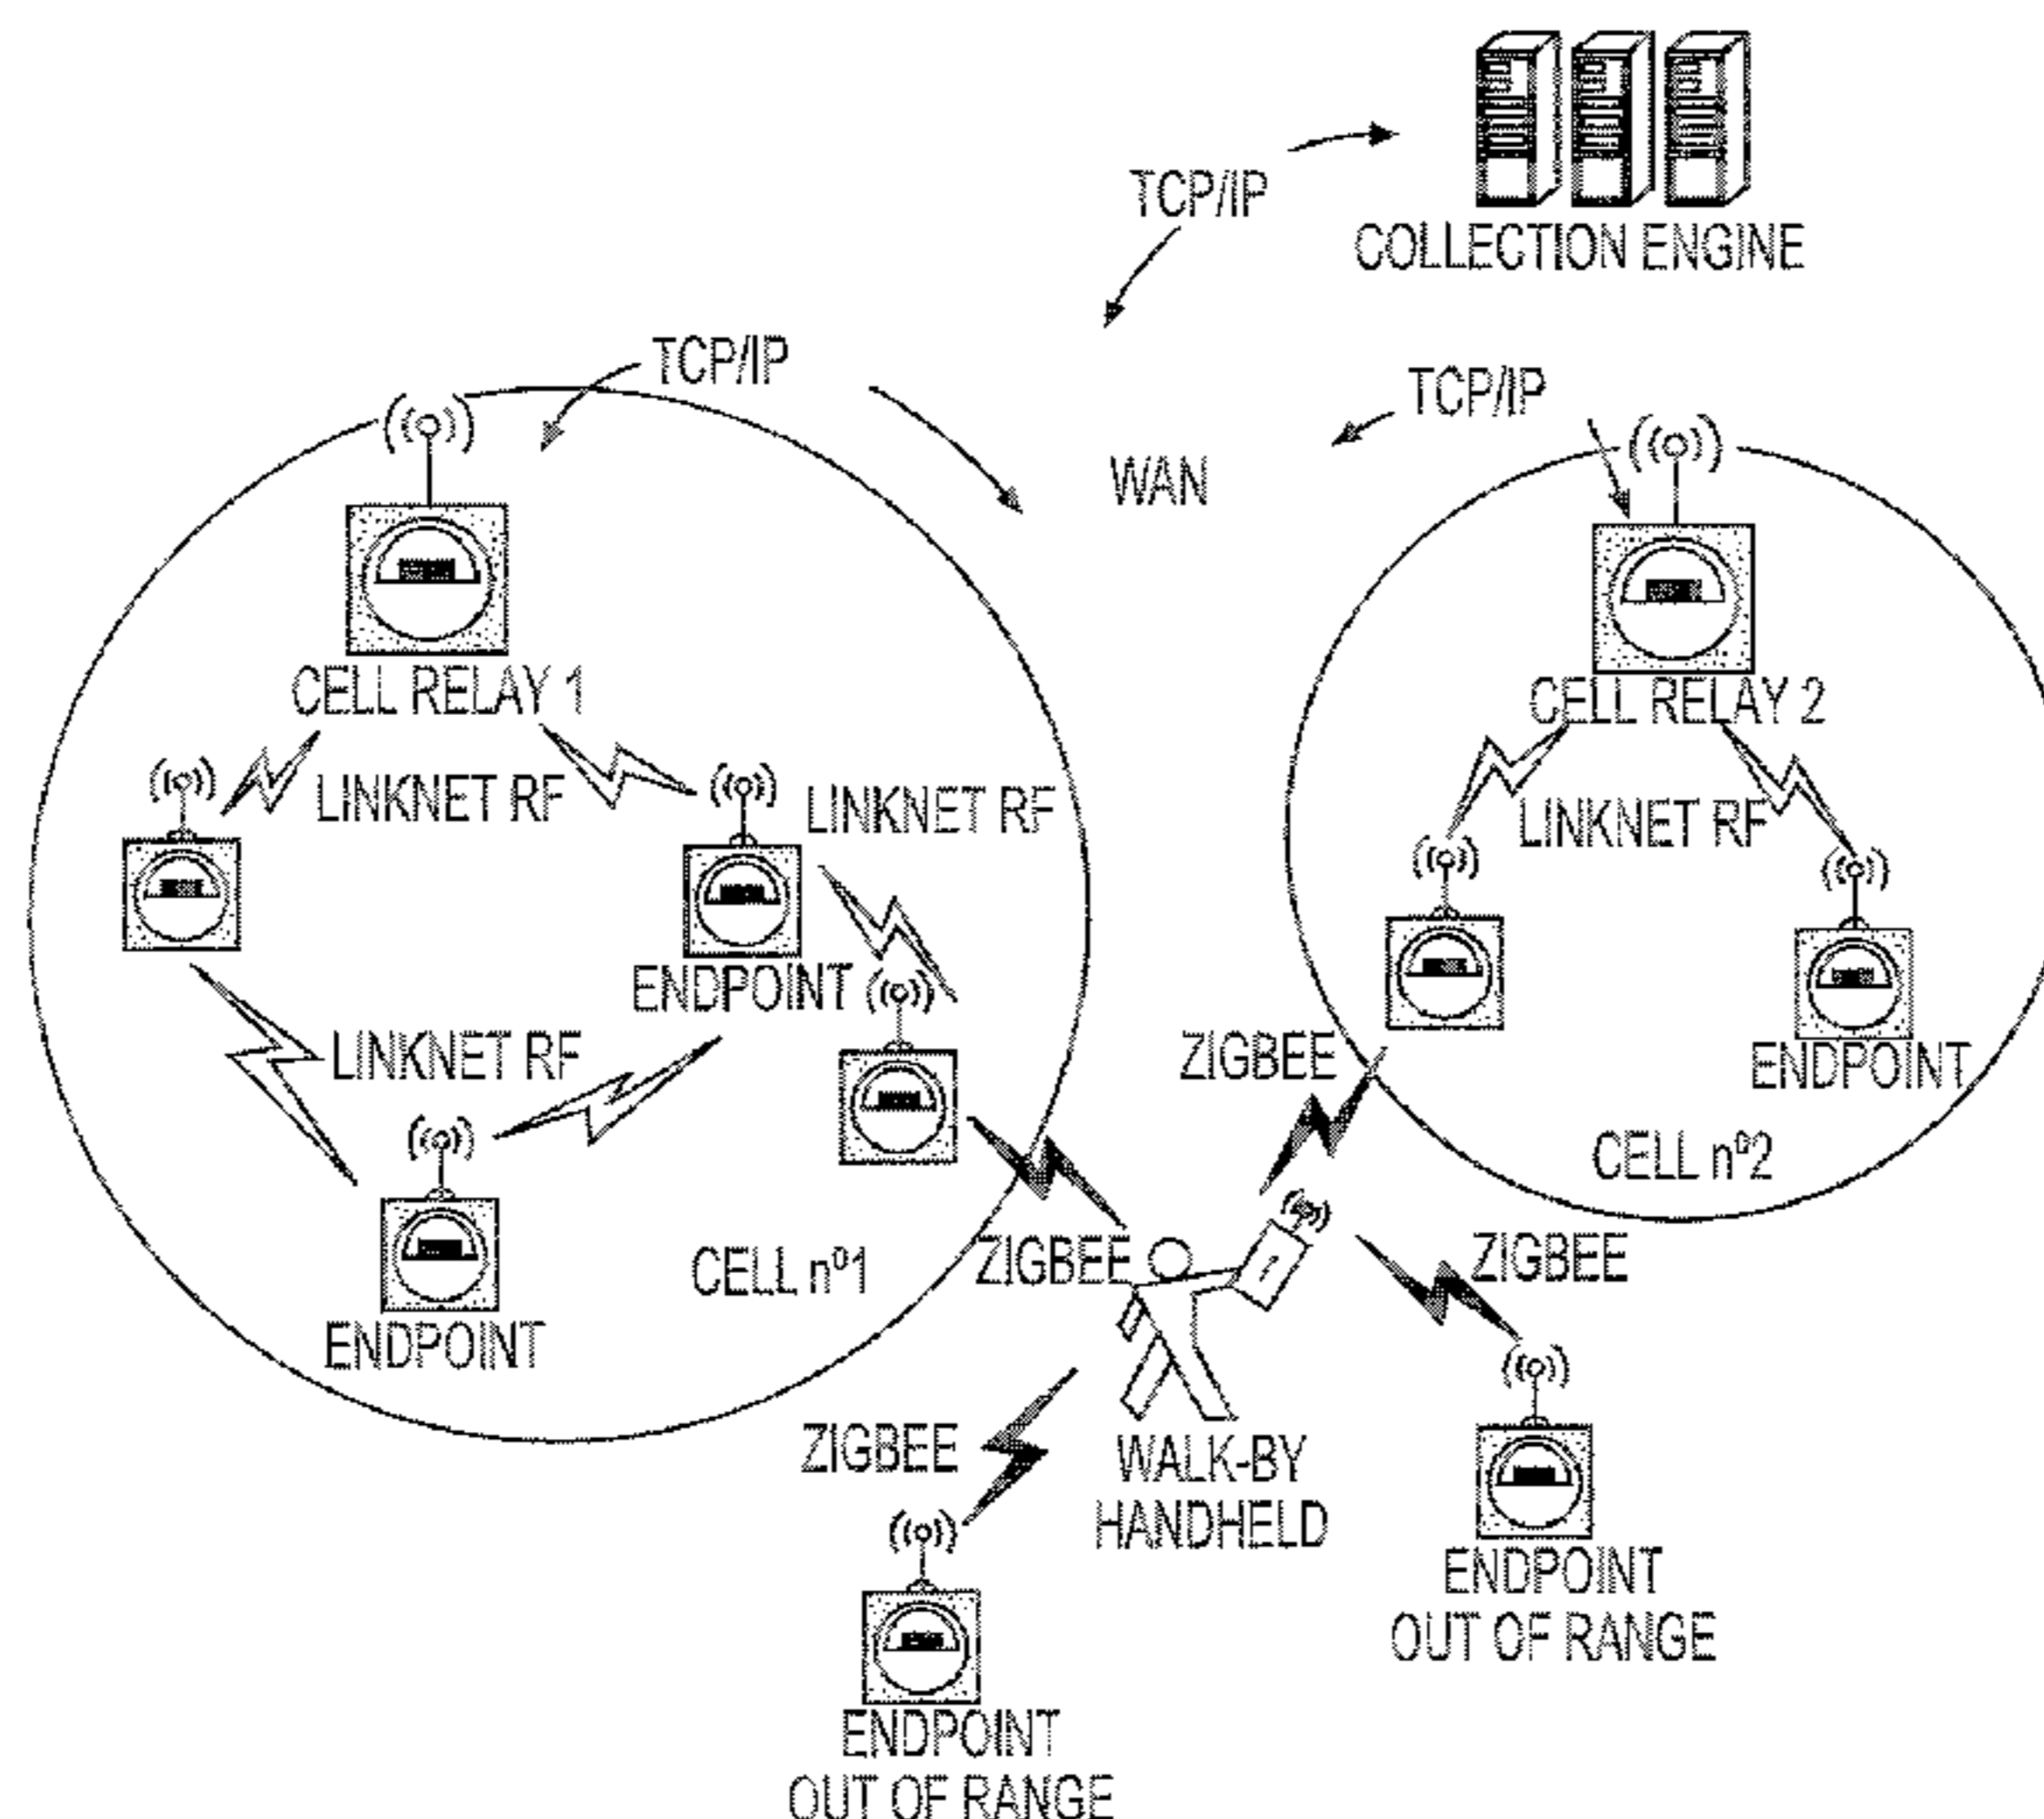 TCP/IP
COLLECTION ENGINE
TCP/IP
TCP/IP
WAN
CELL RELAY 1
CELL RELAY 2
LINKNET RF
LINKNET RF
LINKNET RF
ENDPOINT
LINKNET RF
ZIGBEE
ENDPOINT
CELL nº2
CELL nº1
ZIGBEE
ZIGBEE
ENDPOINT
ZIGBEE
WALK-BY
HANDHELD
ENDPOINT
OUT OF RANGE
ENDPOINT
OUT OF RANGE